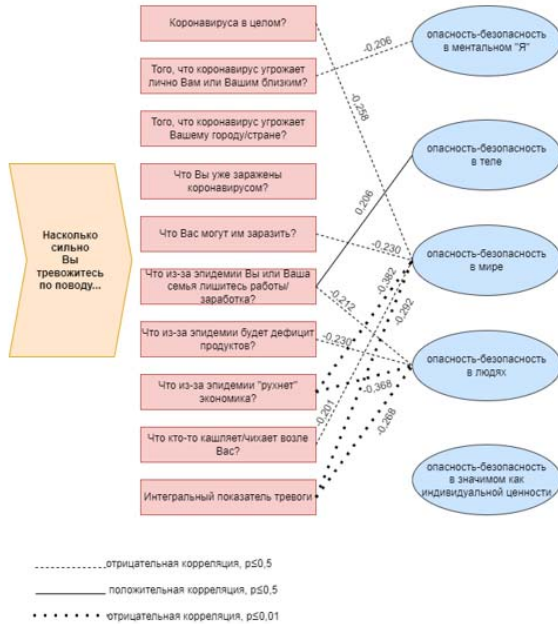 Коронавируса в целом?
Того, что коронавирус угрожает
лично Вам или Вашим близким?
Того, что коронавирус угрожает
Вашему городу/стране?
Что Вы уже заражены
коронавирусом?
Что Вас могут им заразить?
Что из-за эпидемии Вы или Ваша
семья лишитесь работы/
заработка?
Что из-за эпидемии будет дефицит
продуктов?
Что из-за эпидемии "рухнет"
экономика?
Что кто-то кашляет/чихает возле
Вас?
Интегральный показатель тревоги
Насколько
сильно
Вы
тревожитесь
по поводу...
-0,206
-0,258
0,206
-0,230
-0,382
-0,292
-0,212
-0,230
-0,368
-0,201
-0,268
опасность-безопасность
в ментальном "Я"
опасность-безопасность
в теле
опасность-безопасность
в мире
опасность-безопасность
в людях
опасность-безопасность
в значимом как
индивидуальной ценности
отрицательная корреляция, p≤0,5
положительная корреляция, p≤0,5
отрицательная корреляция, p≤0,01